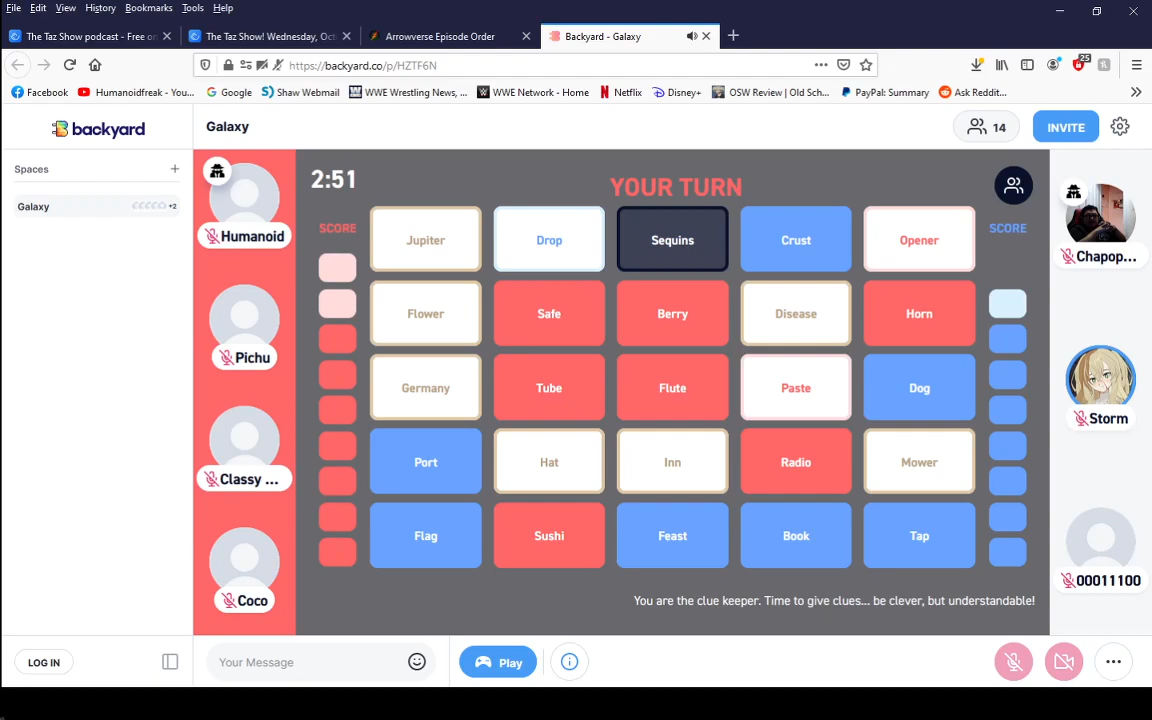 File Edit View History Bookmarks Tools Help
The Taz Show podcast - Free on
The Taz Show! Wednesday, Oct
Arrowverse Episode Order
Backyard - Galaxy
https://backyard.co/p/HZTF6N
25
Facebook
Humanoidfreak - You...
Google
Shaw Webmail
WWE Wrestling News, ...
WWE Network - Home
Netflix
Disney+
OSW Review | Old Sch...
PayPal: Summary
Ask Reddit...
backyard
Galaxy
14
INVITE
Spaces
Galaxy
+2
2:51
YOUR TURN
SCORE
SCORE
Jupiter Drop Sequins Crust Opener
Flower Safe Berry Disease Horn
Germany Tube Flute Paste Dog
Port Hat Inn Radio Mower
Flag Sushi Feast Book Tap
Humanoid
Pichu
Classy ...
Coco
Chapop...
Storm
00011100
You are the clue keeper. Time to give clues... be clever, but understandable!
LOG IN
Your Message
Play